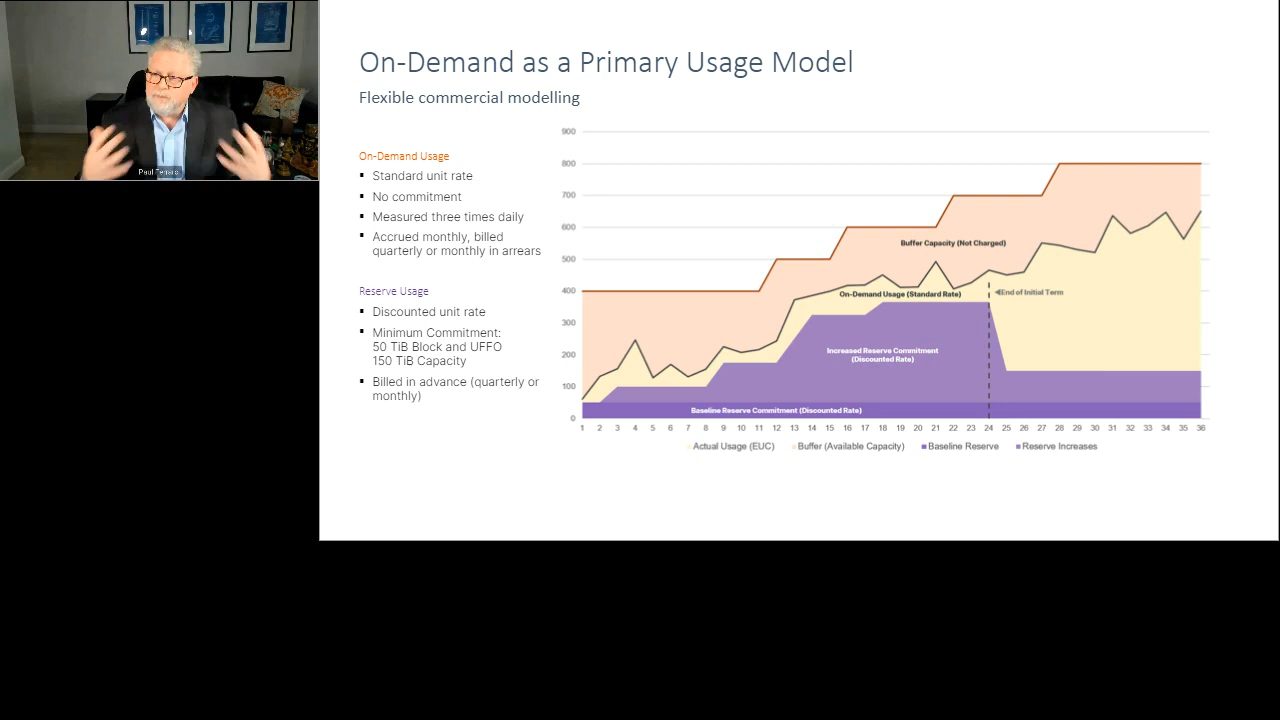 Paul Ferraro
On-Demand as a Primary Usage Model
Flexible commercial modelling
On-Demand Usage
▪ Standard unit rate
▪ No commitment
▪ Measured three times daily
▪ Accrued monthly, billed
quarterly or monthly in arrears
Reserve Usage
▪ Discounted unit rate
▪ Minimum Commitment:
50 TiB Block and UFFO
150 TiB Capacity
▪ Billed in advance (quarterly or
monthly)
900
800
700
600
500
400
300
200
100
0
Buffer Capacity (Not Charged)
On-Demand Usage (Standard Rate)
End of Initial Term
Increased Reserve Commitment
(Discounted Rate)
Baseline Reserve Commitment (Discounted Rate)
1 2 3 4 5 6 7 8 9 10 11 12 13 14 15 16 17 18 19 20 21 22 23 24 25 26 27 28 29 30 31 32 33 34 35 36
Actual Usage (EUC) Buffer (Available Capacity) Baseline Reserve Reserve Increases